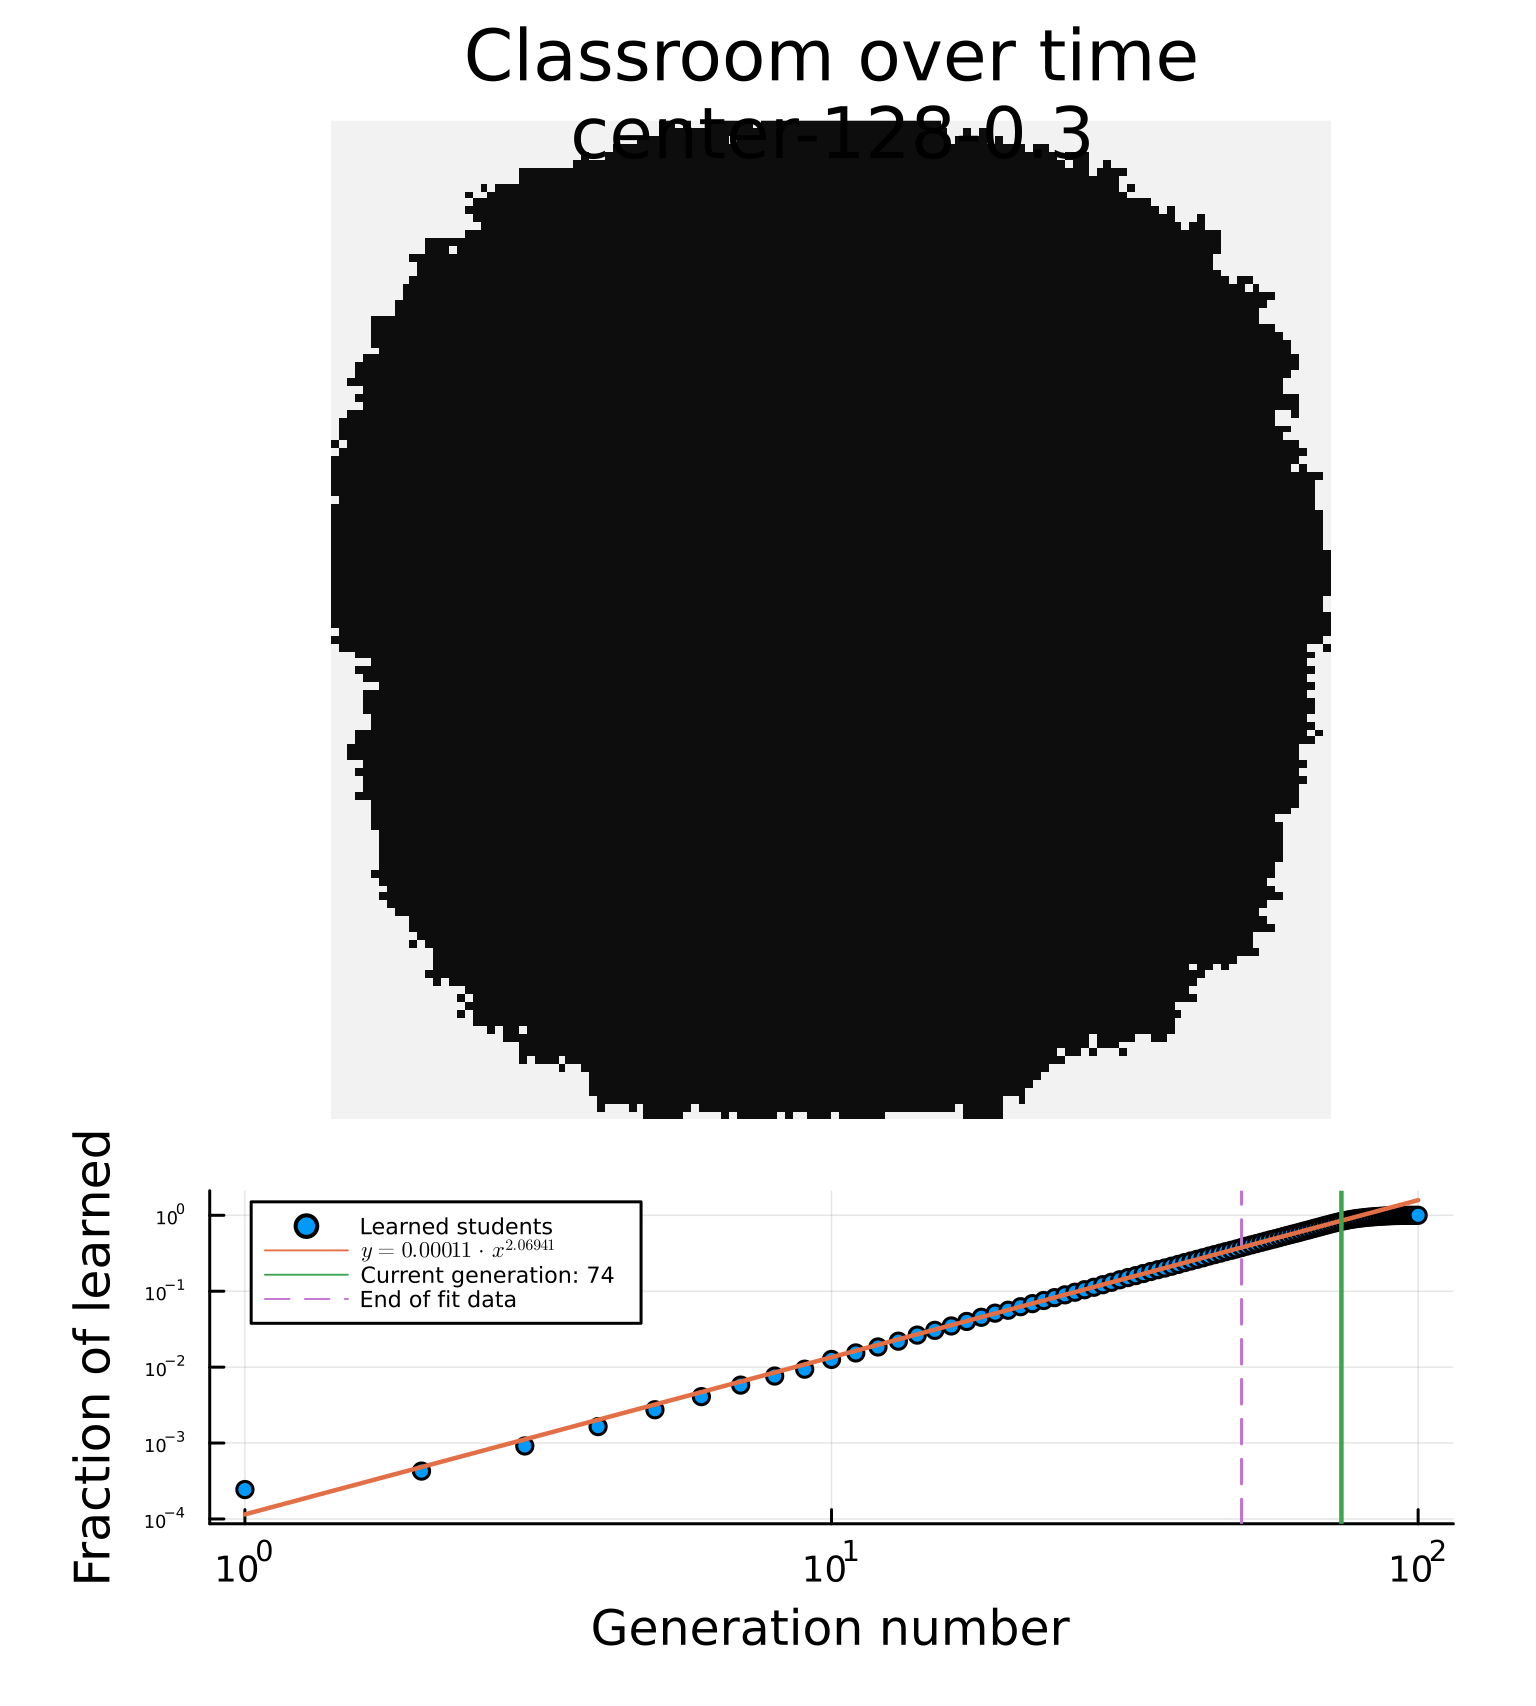 Classroom over time
center-128-0.3
Fraction of learned
10^0
10^-1
10^-2
10^-3
10^-4
Learned students
y = 0.00011 · x^2.06941
Current generation: 74
End of fit data
10^0
10^1
10^2
Generation number